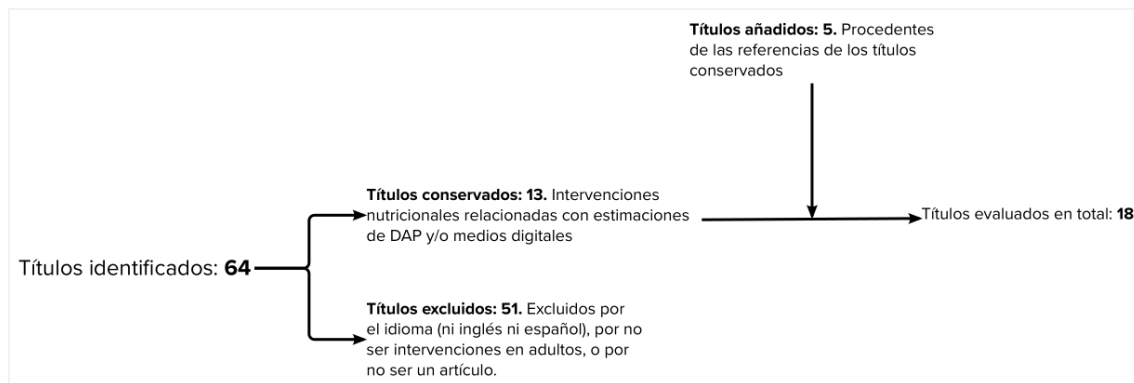 Títulos añadidos: 5. Procedentes
de las referencias de los títulos
conservados
Títulos conservados: 13. Intervenciones
nutricionales relacionadas con estimaciones
de DAP y/o medios digitales
Títulos evaluados en total: 18
Títulos identificados: 64
Títulos excluidos: 51. Excluidos por
el idioma (ni inglés ni español), por no
ser intervenciones en adultos, o por
no ser un artículo.